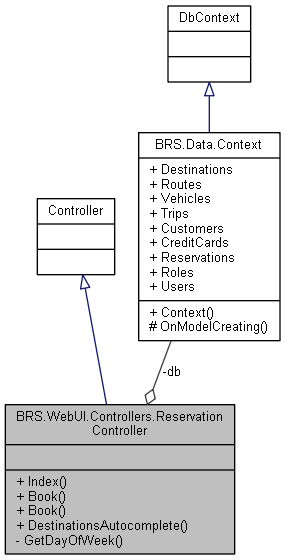 DbContext
BRS.Data.Context
+ Destinations
+ Routes
+ Vehicles
+ Trips
+ Customers
+ CreditCards
+ Reservations
+ Roles
+ Users
+ Context()
# OnModelCreating()
Controller
-db
BRS.WebUI.Controllers.Reservation
Controller
+ Index()
+ Book()
+ Book()
+ DestinationsAutocomplete()
- GetDayOfWeek()